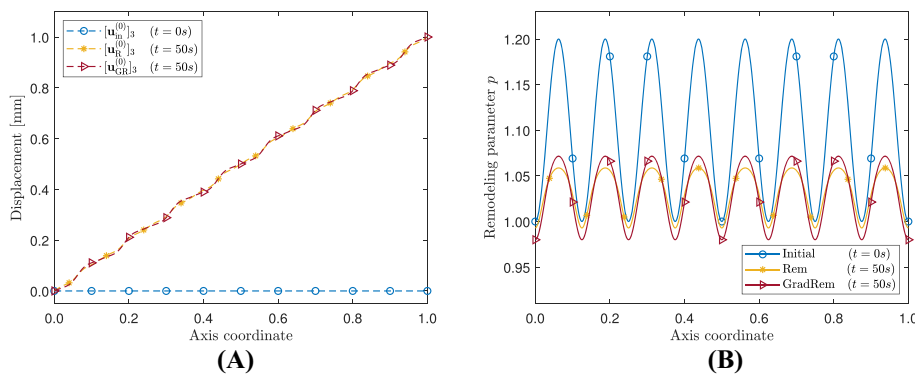 [u_in^(0)]_3 (t = 0s)
[u_R^(0)]_3 (t = 50s)
[u_GR^(0)]_3 (t = 50s)
Displacement [mm]
1.0
0.8
0.6
0.4
0.2
0.0
0.0 0.2 0.4 0.6 0.8 1.0
Axis coordinate
(A)
Remodeling parameter p
1.20
1.15
1.10
1.05
1.00
0.95
Initial (t = 0s)
Rem (t = 50s)
GradRem (t = 50s)
0.0 0.2 0.4 0.6 0.8 1.0
Axis coordinate
(B)